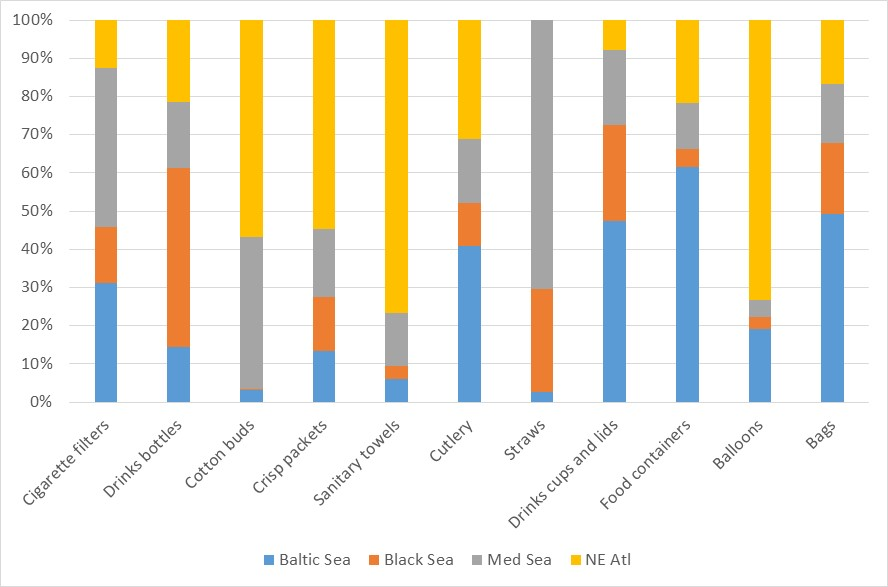 100%
90%
80%
70%
60%
50%
40%
30%
20%
10%
0%
Cigarette filters
Drinks bottles
Cotton buds
Crisp packets
Sanitary towels
Cutlery
Straws
Drinks cups and lids
Food containers
Balloons
Bags
Baltic Sea
Black Sea
Med Sea
NE Atl